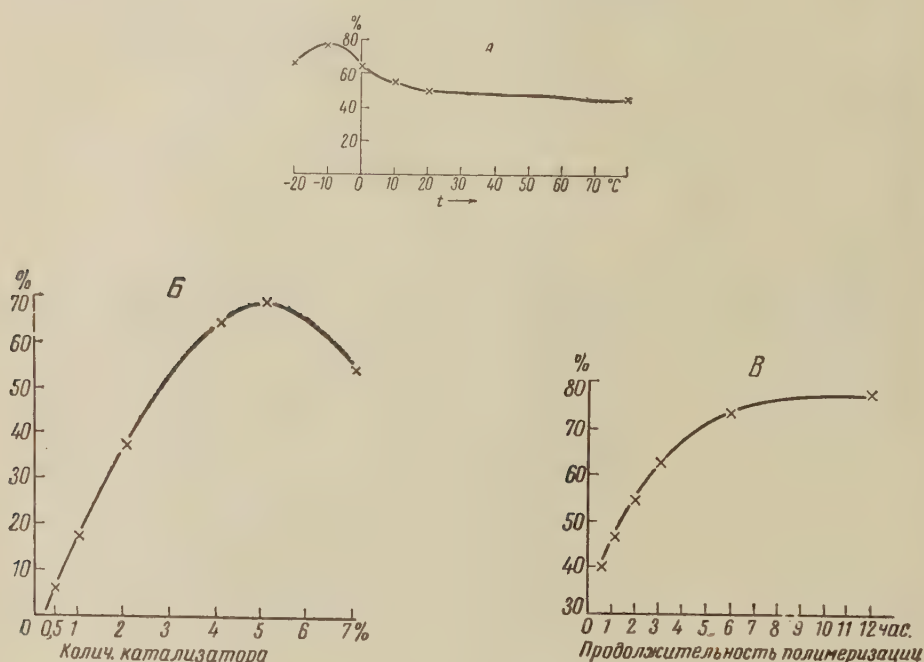 %
А
80
60
40
20
-20 -10 0 10 20 30 40 50 60 70 °C
t →
%
Б
70
60
50
40
30
20
10
0 0,5 1 2 3 4 5 6 7%
Колич. катализатора
%
В
80
70
60
50
40
30
0 1 2 3 4 5 6 7 8 9 10 11 12 час.
Продолжительность полимеризации